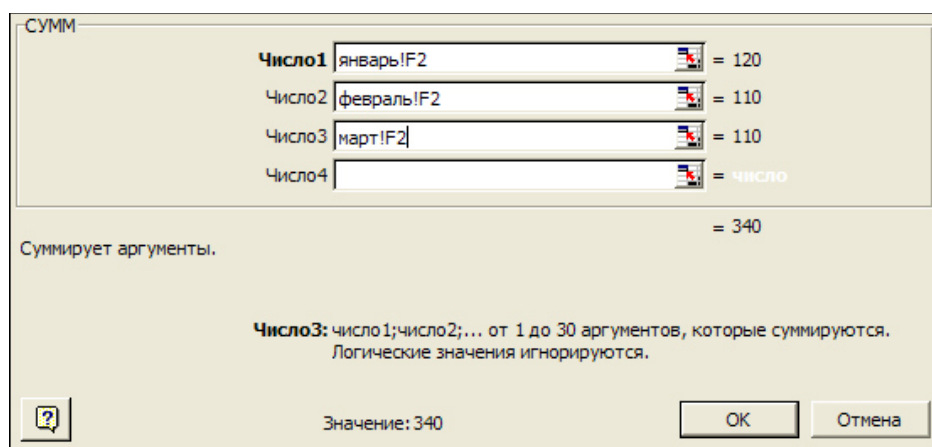 СУММ
Число1 январь!F2 = 120
Число2 февраль!F2 = 110
Число3 март!F2 = 110
Число4 = число
= 340
Суммирует аргументы.
Число3: число1;число2;... от 1 до 30 аргументов, которые суммируются.
Логические значения игнорируются.
? Значение: 340 OK Отмена